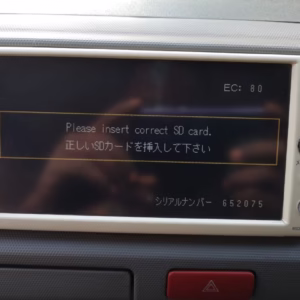 EC: 80
Please insert correct SD card.
正しいSDカードを挿入して下さい
シリアルナンバー 652075